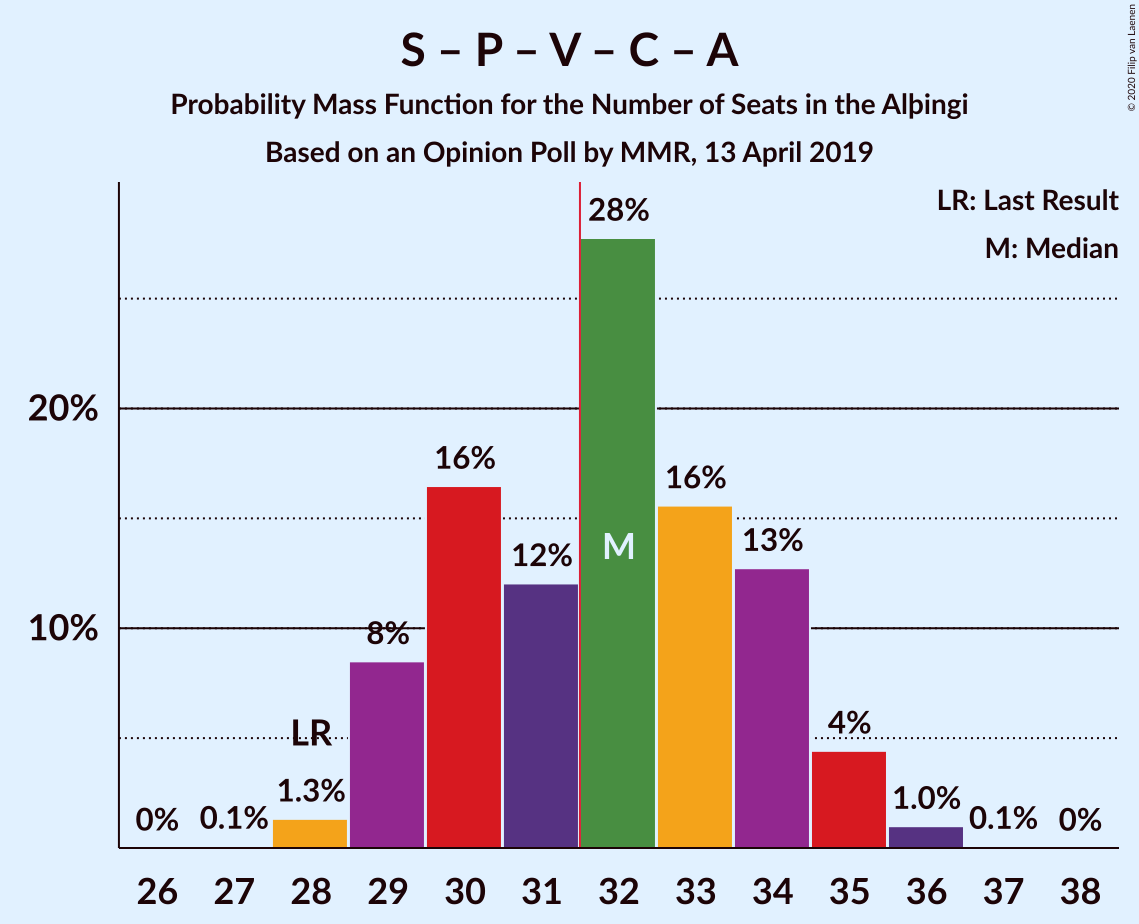 S – P – V – C – A
Probability Mass Function for the Number of Seats in the Alþingi
Based on an Opinion Poll by MMR, 13 April 2019
© 2020 Filip van Laenen
LR: Last Result
M: Median
20%
10%
0%
0.1%
LR
1.3%
8%
16%
12%
28%
M
16%
13%
4%
1.0%
0.1%
0%
26 27 28 29 30 31 32 33 34 35 36 37 38